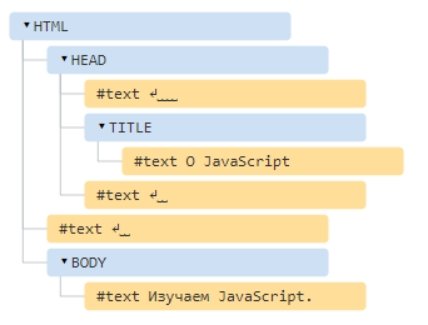 ▾ HTML
▾ HEAD
#text ↵␣␣␣␣
▾ TITLE
#text О JavaScript
#text ↵␣␣
#text ↵␣␣
▾ BODY
#text Изучаем JavaScript.